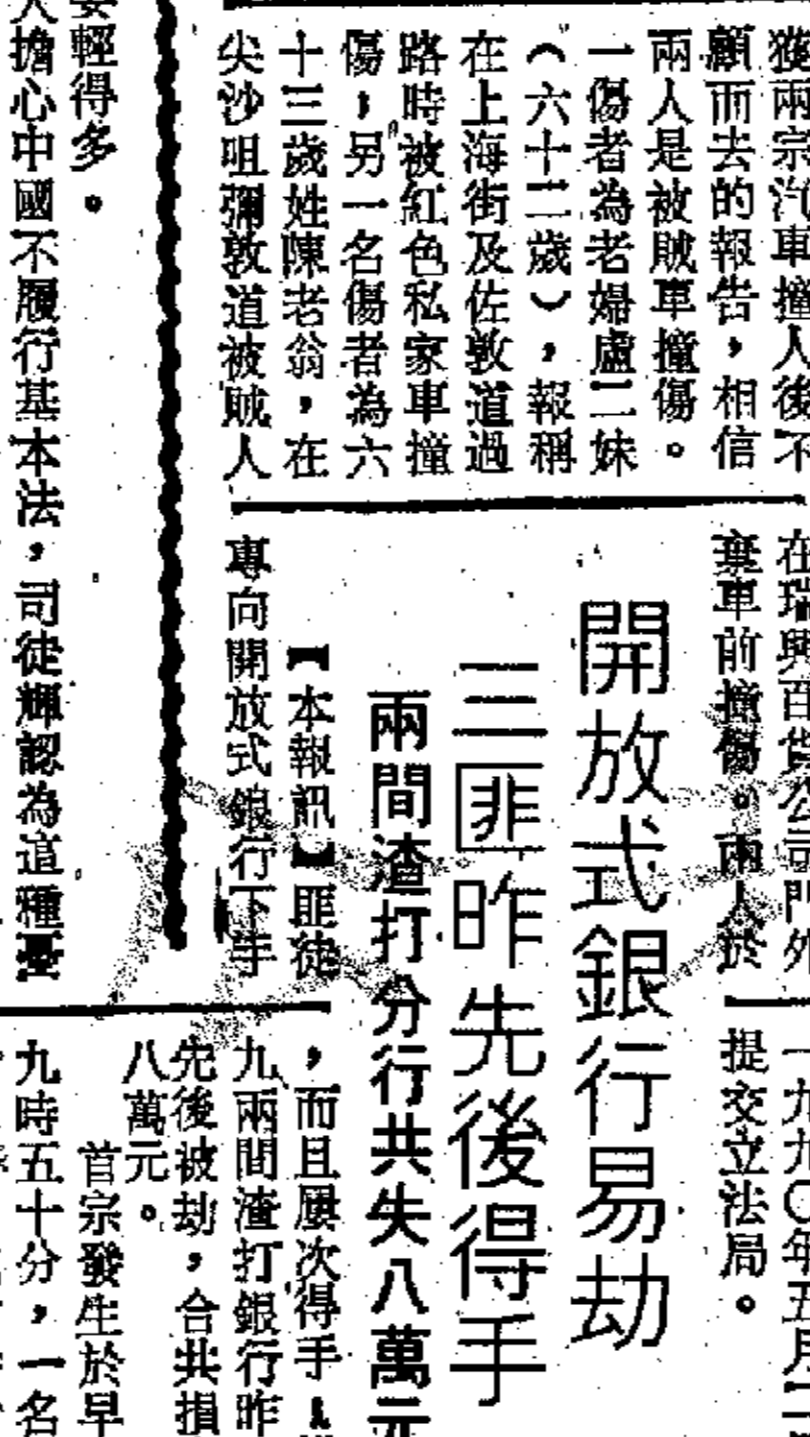 獲兩宗汽車撞人後不
顧而去的報告，相信
兩人是被賊車撞傷。
一傷者為老婦盧二妹
（六十二歲），報稱
在上海街及佐敦道過
路時被紅色私家車撞
傷，另一名傷者為六
十三歲姓陳老翁，在
尖沙咀彌敦道被賊人
在瑞興百貨公司門外
棄車前撞傷。兩人於
開放式銀行易劫
三匪昨先後得手
兩間渣打分行共失八萬元
【本報訊】匪徒
專向開放式銀行下手
，而且屢次得手，
九兩間渣打銀行昨
先後被劫，合共損
八萬元。
首宗發生於早
九時五十分，一名
一九九〇年五月
提交立法局。
要輕得多。
人擔心中國不履行基本法，司徒輝認為這種憂